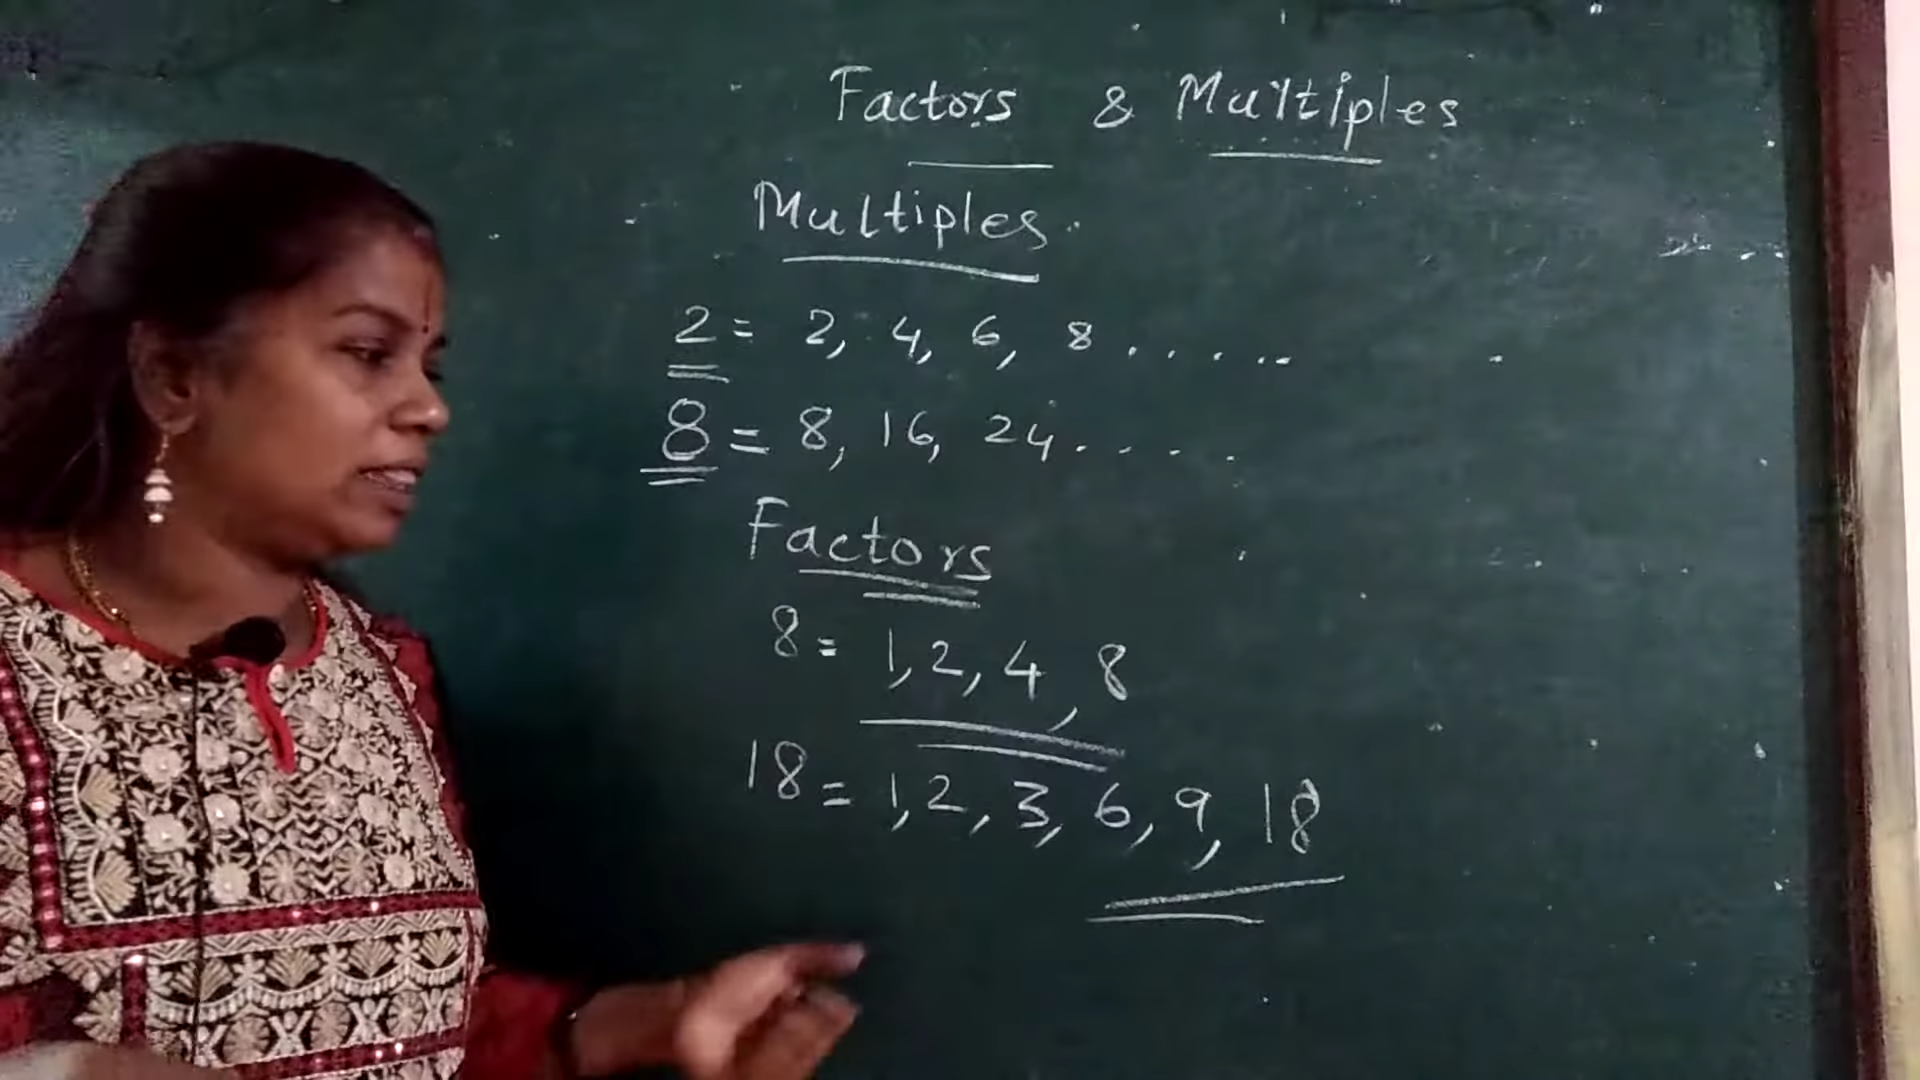 Factors & Multiples
Multiples
2 = 2, 4, 6, 8 . . . . . .
8 = 8, 16, 24 . . . .
Factors
8 = 1, 2, 4, 8
18 = 1, 2, 3, 6, 9, 18